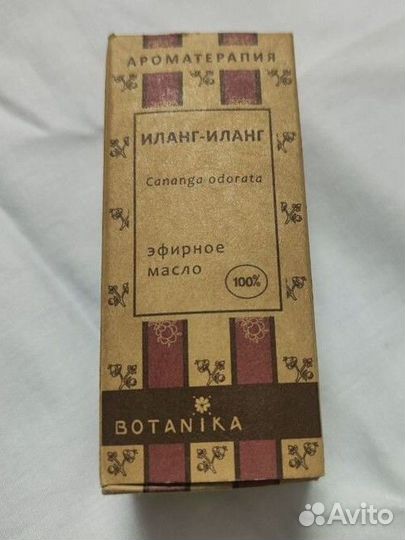 АРОМАТЕРАПИЯ
ИЛАНГ-ИЛАНГ
Cananga odorata
эфирное
масло
100%
BOTANIKA
Avito